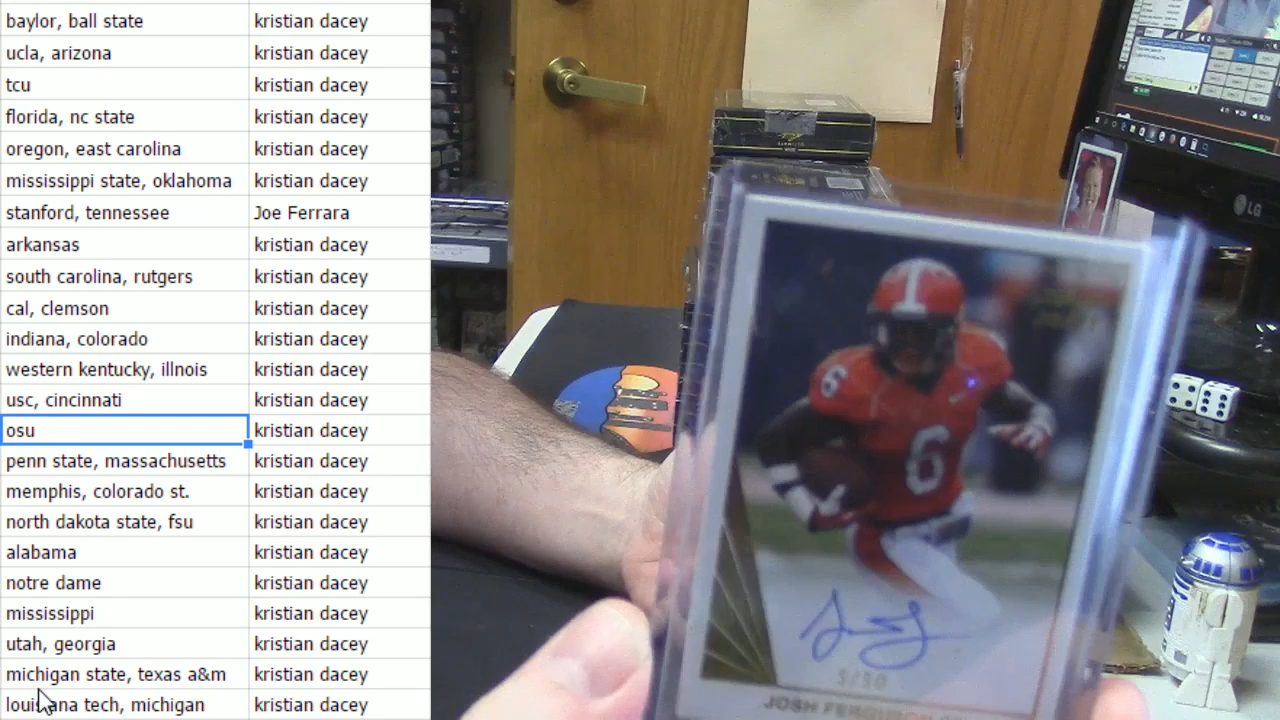 baylor, ball state kristian dacey
ucla, arizona kristian dacey
tcu kristian dacey
florida, nc state kristian dacey
oregon, east carolina kristian dacey
mississippi state, oklahoma kristian dacey
stanford, tennessee Joe Ferrara
arkansas kristian dacey
south carolina, rutgers kristian dacey
cal, clemson kristian dacey
indiana, colorado kristian dacey
western kentucky, illnois kristian dacey
usc, cincinnati kristian dacey
osu kristian dacey
penn state, massachusetts kristian dacey
memphis, colorado st. kristian dacey
north dakota state, fsu kristian dacey
alabama kristian dacey
notre dame kristian dacey
mississippi kristian dacey
utah, georgia kristian dacey
michigan state, texas a&m kristian dacey
louisiana tech, michigan kristian dacey
LG
6
6
JOSH FERGUSON